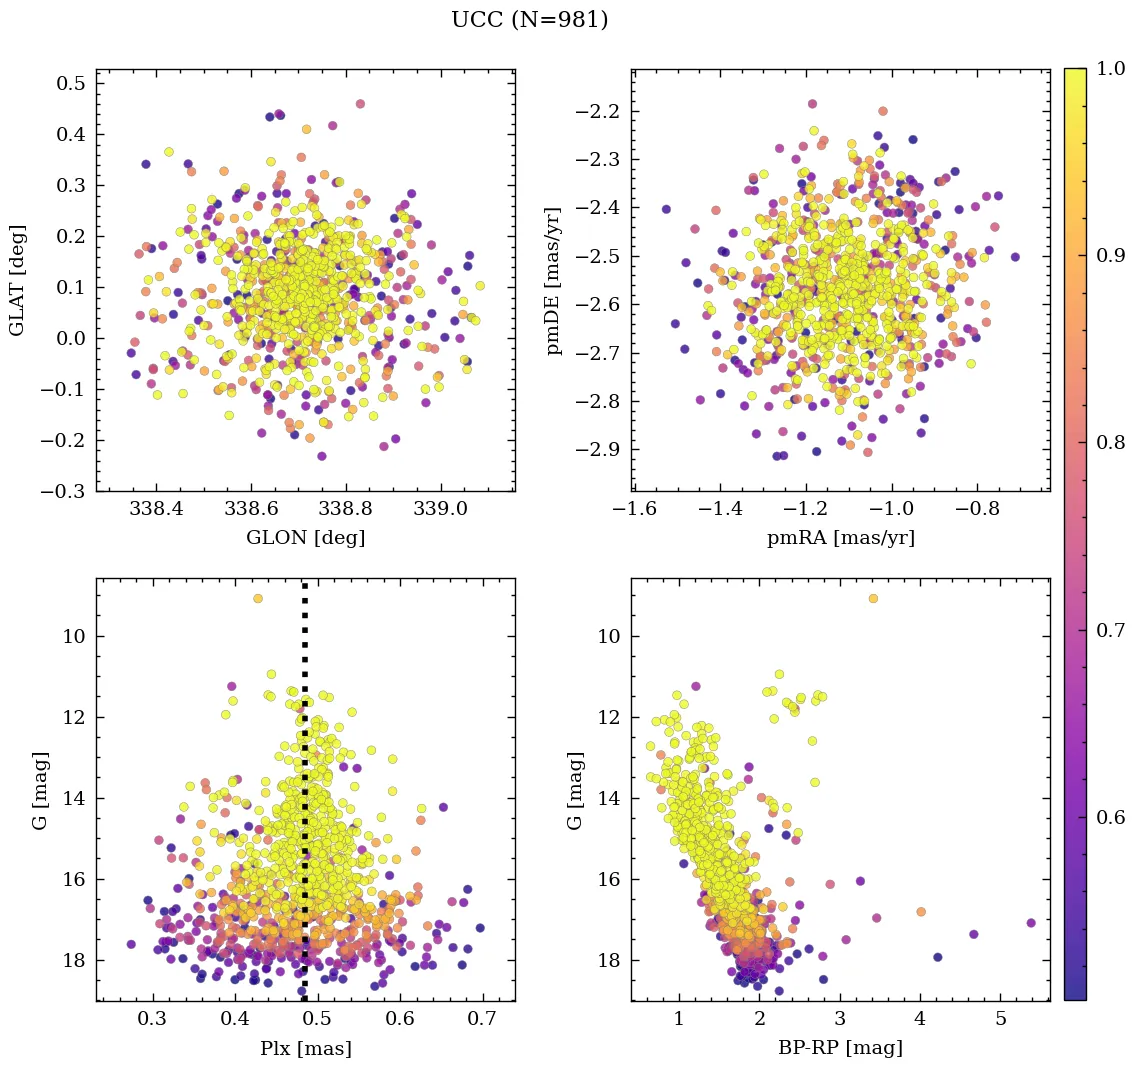 UCC (N=981)
0.5
0.4
0.3
0.2
0.1
0.0
−0.1
−0.2
−0.3
GLAT [deg]
338.4 338.6 338.8 339.0
GLON [deg]
−2.2
−2.3
−2.4
−2.5
−2.6
−2.7
−2.8
−2.9
pmDE [mas/yr]
−1.6 −1.4 −1.2 −1.0 −0.8
pmRA [mas/yr]
1.0
0.9
0.8
0.7
0.6
10
12
14
16
18
G [mag]
0.3 0.4 0.5 0.6 0.7
Plx [mas]
10
12
14
16
18
G [mag]
1 2 3 4 5
BP-RP [mag]